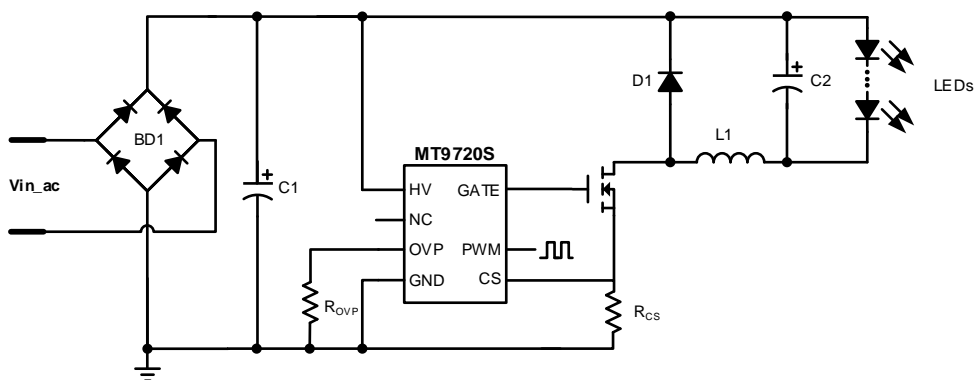 D1
C2
LEDs
L1
BD1
MT9720S
Vin_ac
C1
HV
GATE
NC
OVP
PWM
GND
CS
ROVP
RCS